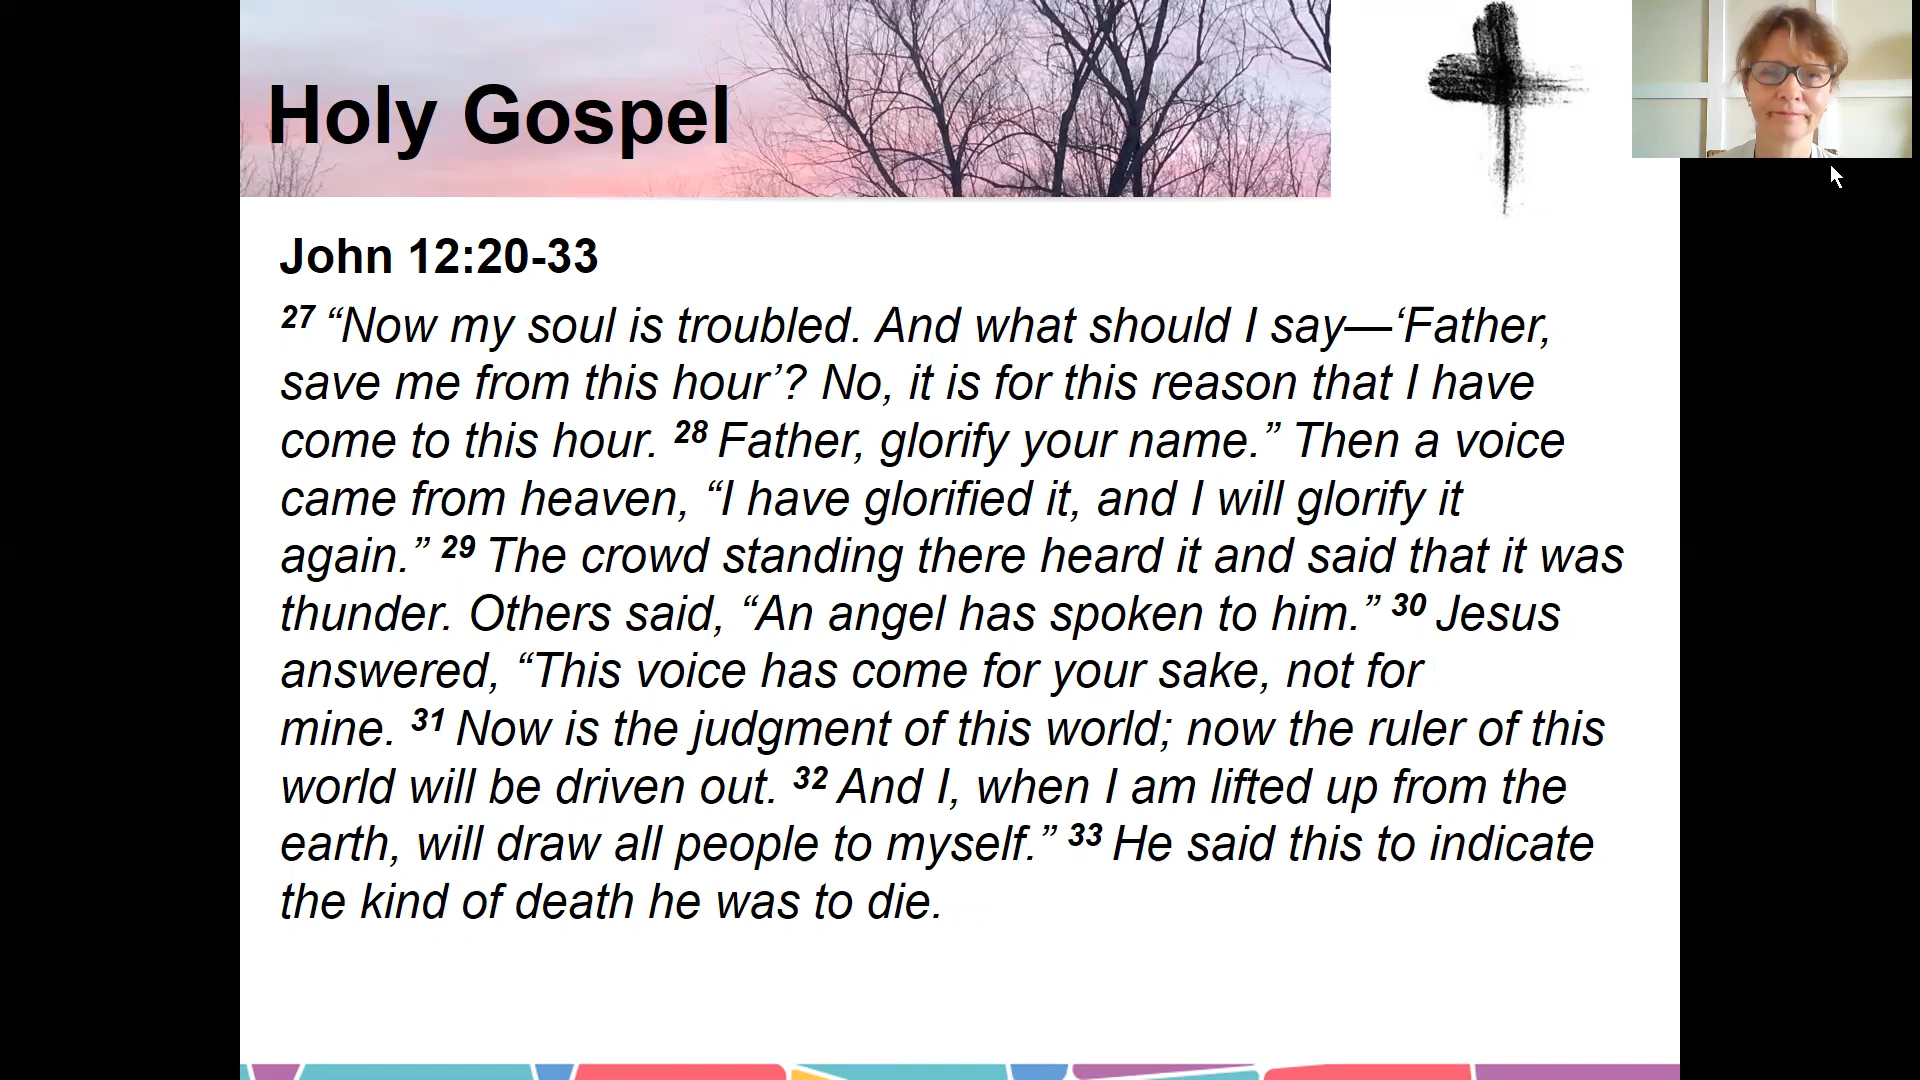 Holy Gospel
John 12:20-33
27 “Now my soul is troubled. And what should I say—‘Father,
save me from this hour’? No, it is for this reason that I have
come to this hour. 28 Father, glorify your name.” Then a voice
came from heaven, “I have glorified it, and I will glorify it
again.” 29 The crowd standing there heard it and said that it was
thunder. Others said, “An angel has spoken to him.” 30 Jesus
answered, “This voice has come for your sake, not for
mine. 31 Now is the judgment of this world; now the ruler of this
world will be driven out. 32 And I, when I am lifted up from the
earth, will draw all people to myself.” 33 He said this to indicate
the kind of death he was to die.